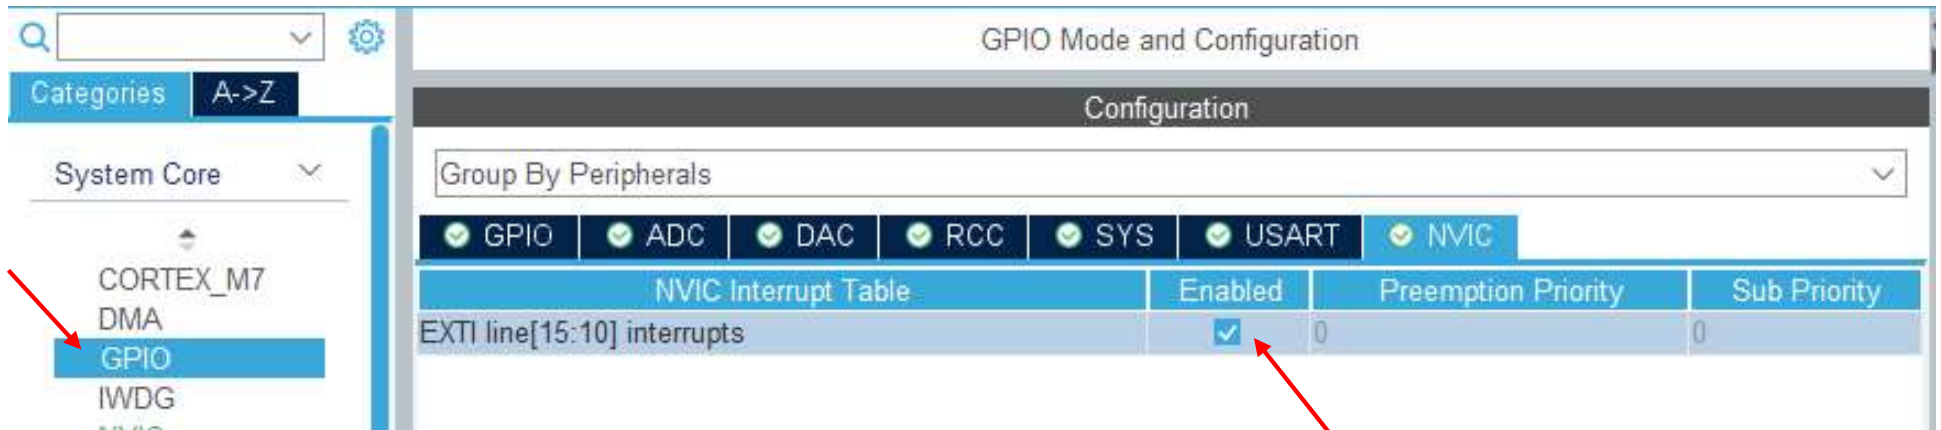 GPIO Mode and Configuration
Categories A->Z
Configuration
System Core
Group By Peripherals
GPIO ADC DAC RCC SYS USART NVIC
CORTEX_M7
DMA
GPIO
IWDG
NVIC Interrupt Table Enabled Preemption Priority Sub Priority
EXTI line[15:10] interrupts 0 0